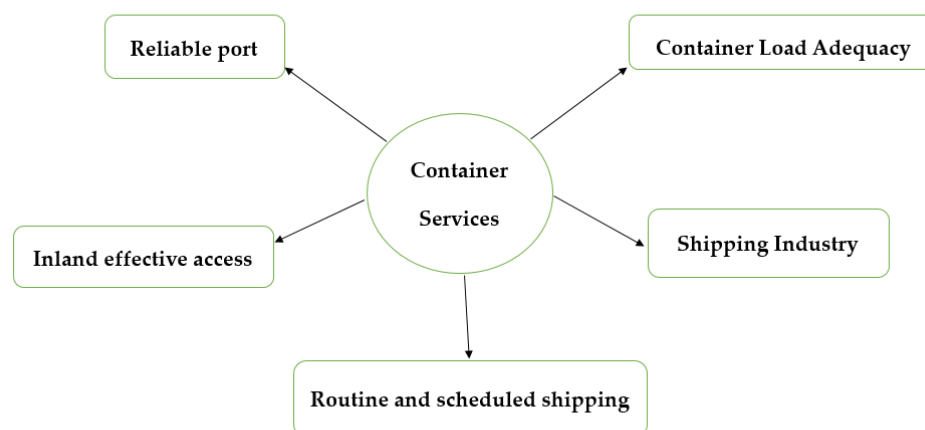 Reliable port
Container Load Adequacy
Container
Services
Inland effective access
Shipping Industry
Routine and scheduled shipping